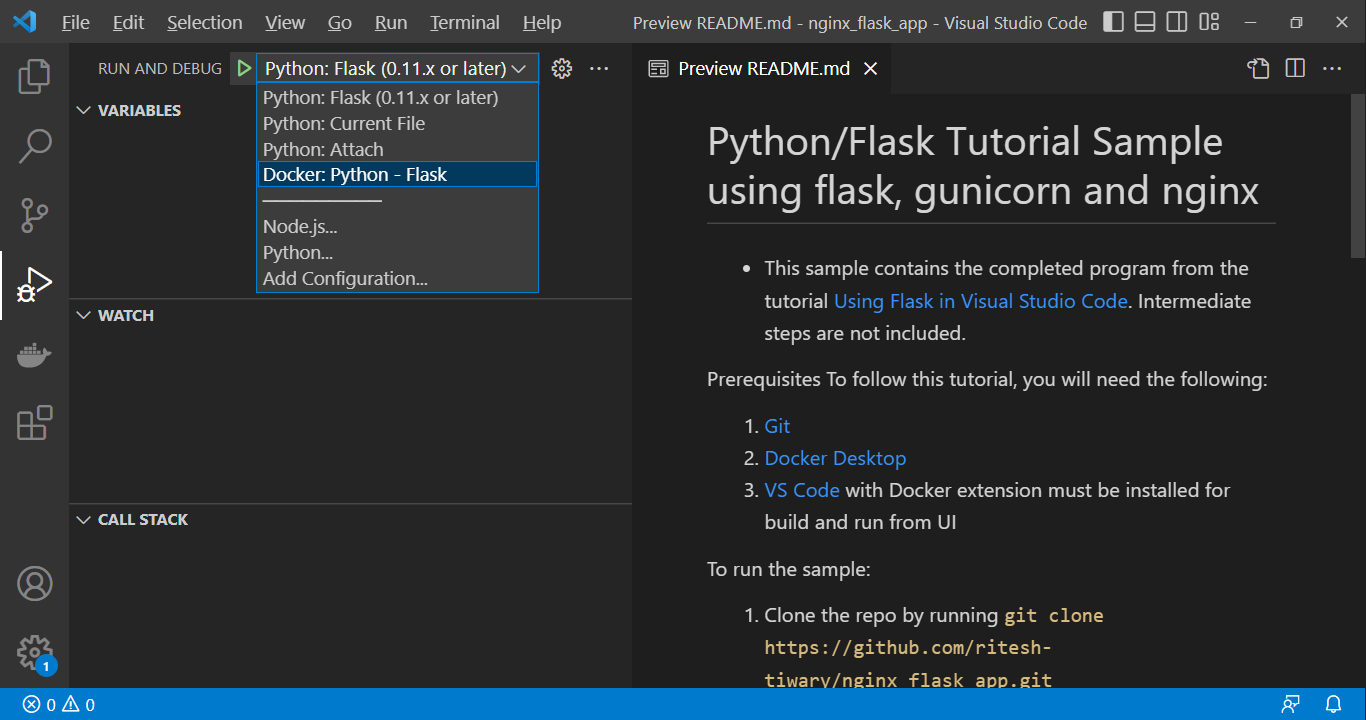 File Edit Selection View Go Run Terminal Help Preview README.md - nginx_flask_app - Visual Studio Code
RUN AND DEBUG Python: Flask (0.11.x or later)
Python: Flask (0.11.x or later)
Python: Current File
Python: Attach
Docker: Python - Flask
Node.js...
Python...
Add Configuration...
VARIABLES
WATCH
CALL STACK
Preview README.md
Python/Flask Tutorial Sample
using flask, gunicorn and nginx
• This sample contains the completed program from the
tutorial Using Flask in Visual Studio Code. Intermediate
steps are not included.
Prerequisites To follow this tutorial, you will need the following:
1. Git
2. Docker Desktop
3. VS Code with Docker extension must be installed for
build and run from UI
To run the sample:
1. Clone the repo by running git clone
https://github.com/ritesh-
tiwary/nginx_flask_app.git
1
0 0